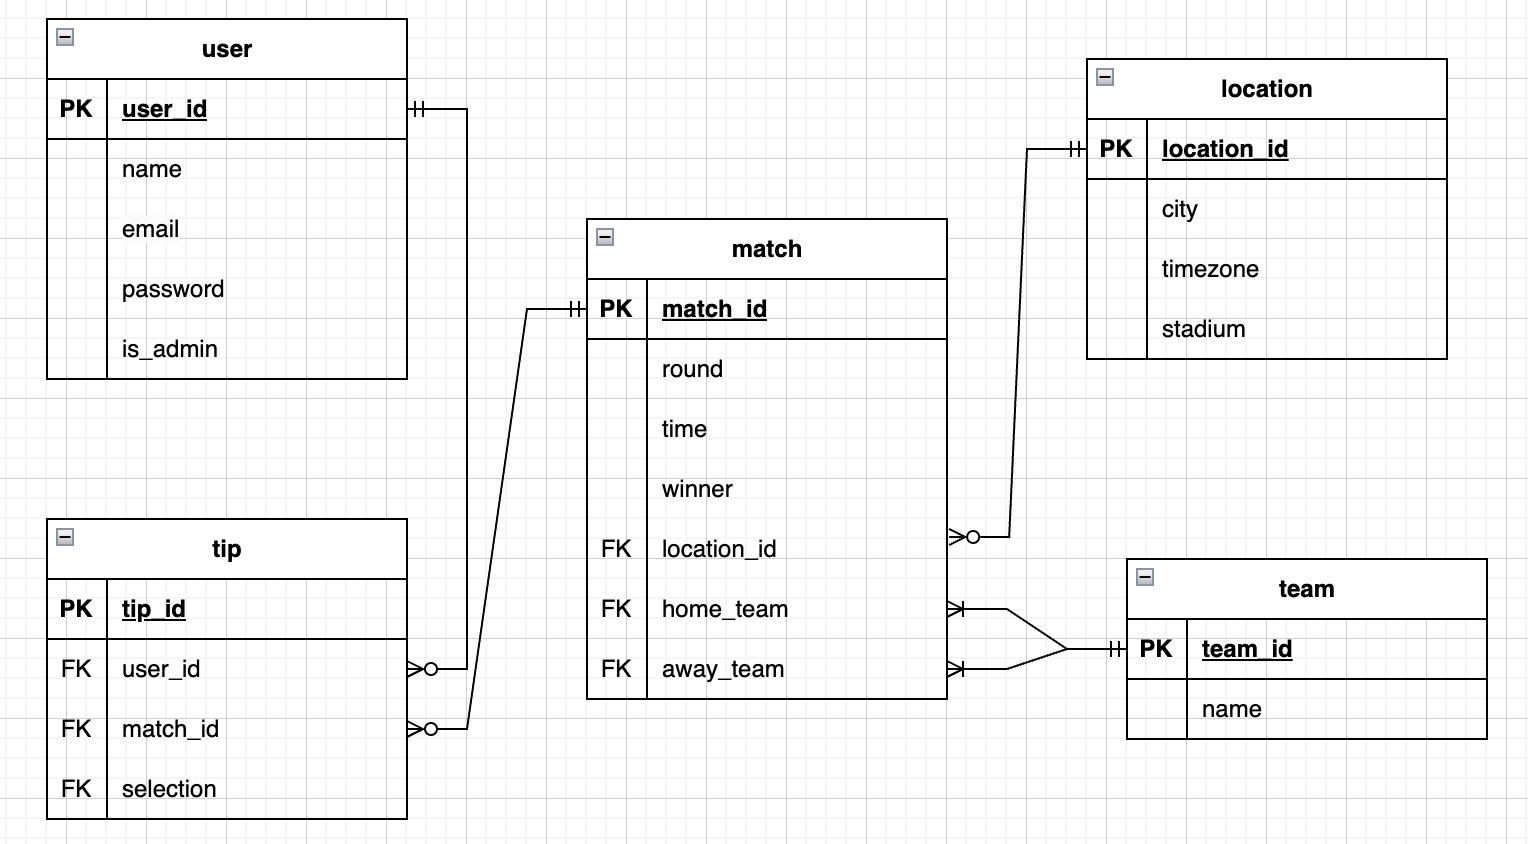 user
PK user_id
name
email
password
is_admin
location
PK location_id
city
timezone
stadium
match
PK match_id
round
time
winner
FK location_id
FK home_team
FK away_team
tip
PK tip_id
FK user_id
FK match_id
FK selection
team
PK team_id
name